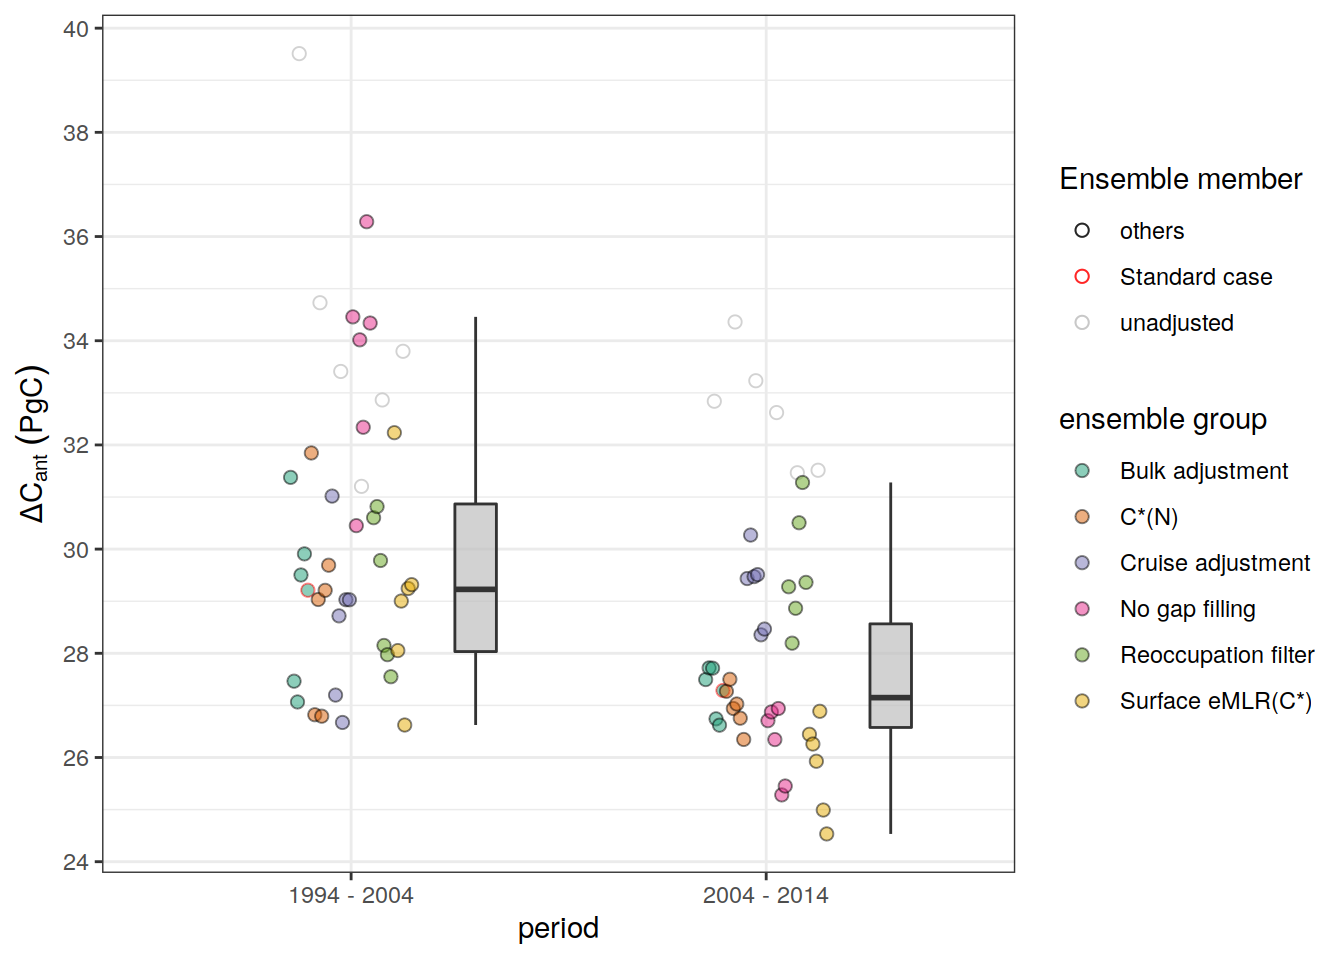 40
38
36
34
32
30
28
26
24
ΔCant (PgC)
1994 - 2004
2004 - 2014
period
Ensemble member
others
Standard case
unadjusted
ensemble group
Bulk adjustment
C*(N)
Cruise adjustment
No gap filling
Reoccupation filter
Surface eMLR(C*)